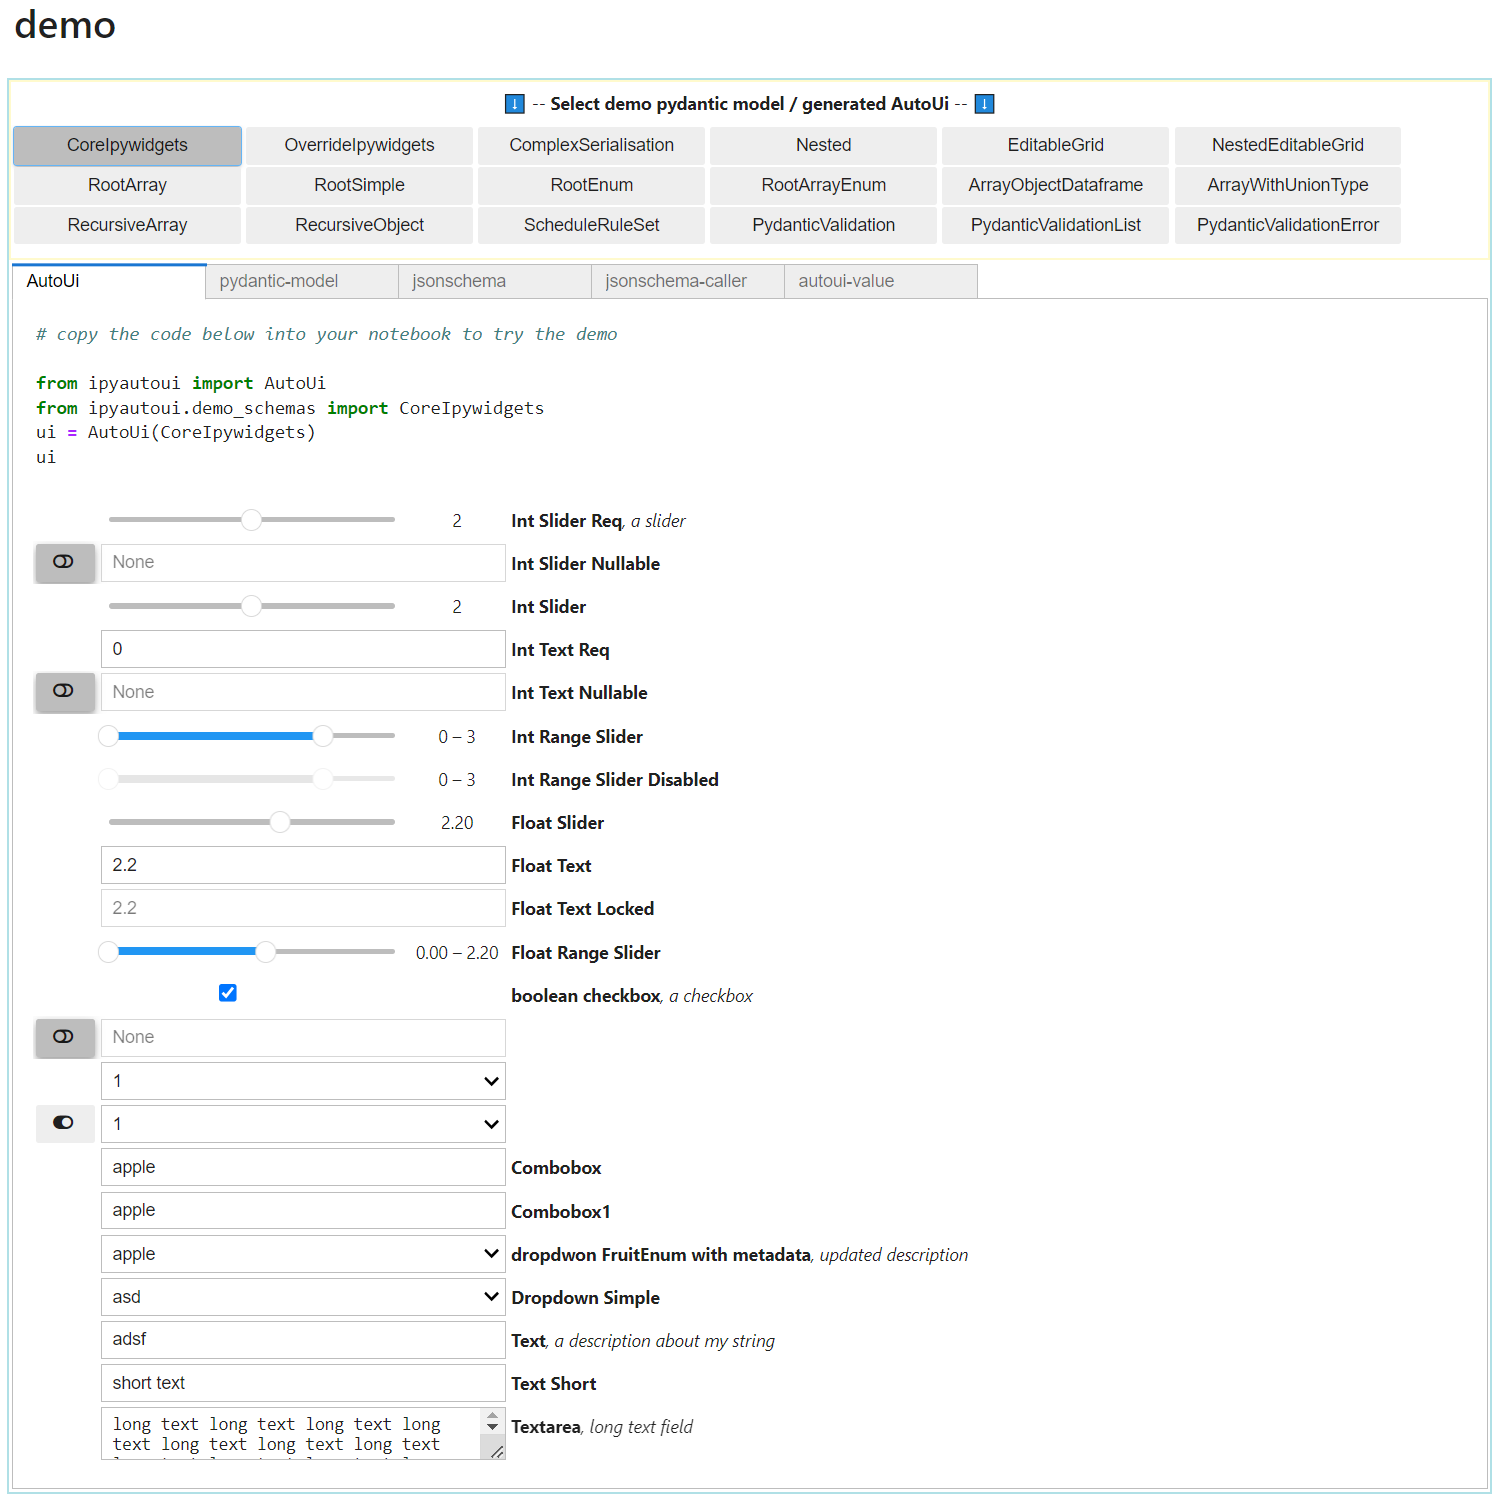 demo
-- Select demo pydantic model / generated AutoUi --
CoreIpywidgets OverrideIpywidgets ComplexSerialisation Nested EditableGrid NestedEditableGrid
RootArray RootSimple RootEnum RootArrayEnum ArrayObjectDataframe ArrayWithUnionType
RecursiveArray RecursiveObject ScheduleRuleSet PydanticValidation PydanticValidationList PydanticValidationError
AutoUi pydantic-model jsonschema jsonschema-caller autoui-value
# copy the code below into your notebook to try the demo
from ipyautoui import AutoUi
from ipyautoui.demo_schemas import CoreIpywidgets
ui = AutoUi(CoreIpywidgets)
ui
2 Int Slider Req, a slider
None Int Slider Nullable
2 Int Slider
0 Int Text Req
None Int Text Nullable
0 – 3 Int Range Slider
0 – 3 Int Range Slider Disabled
2.20 Float Slider
2.2 Float Text
2.2 Float Text Locked
0.00 – 2.20 Float Range Slider
boolean checkbox, a checkbox
None
1
1
apple Combobox
apple Combobox1
apple dropdwon FruitEnum with metadata, updated description
asd Dropdown Simple
adsf Text, a description about my string
short text Text Short
long text long text long text long Textarea, long text field
text long text long text long text